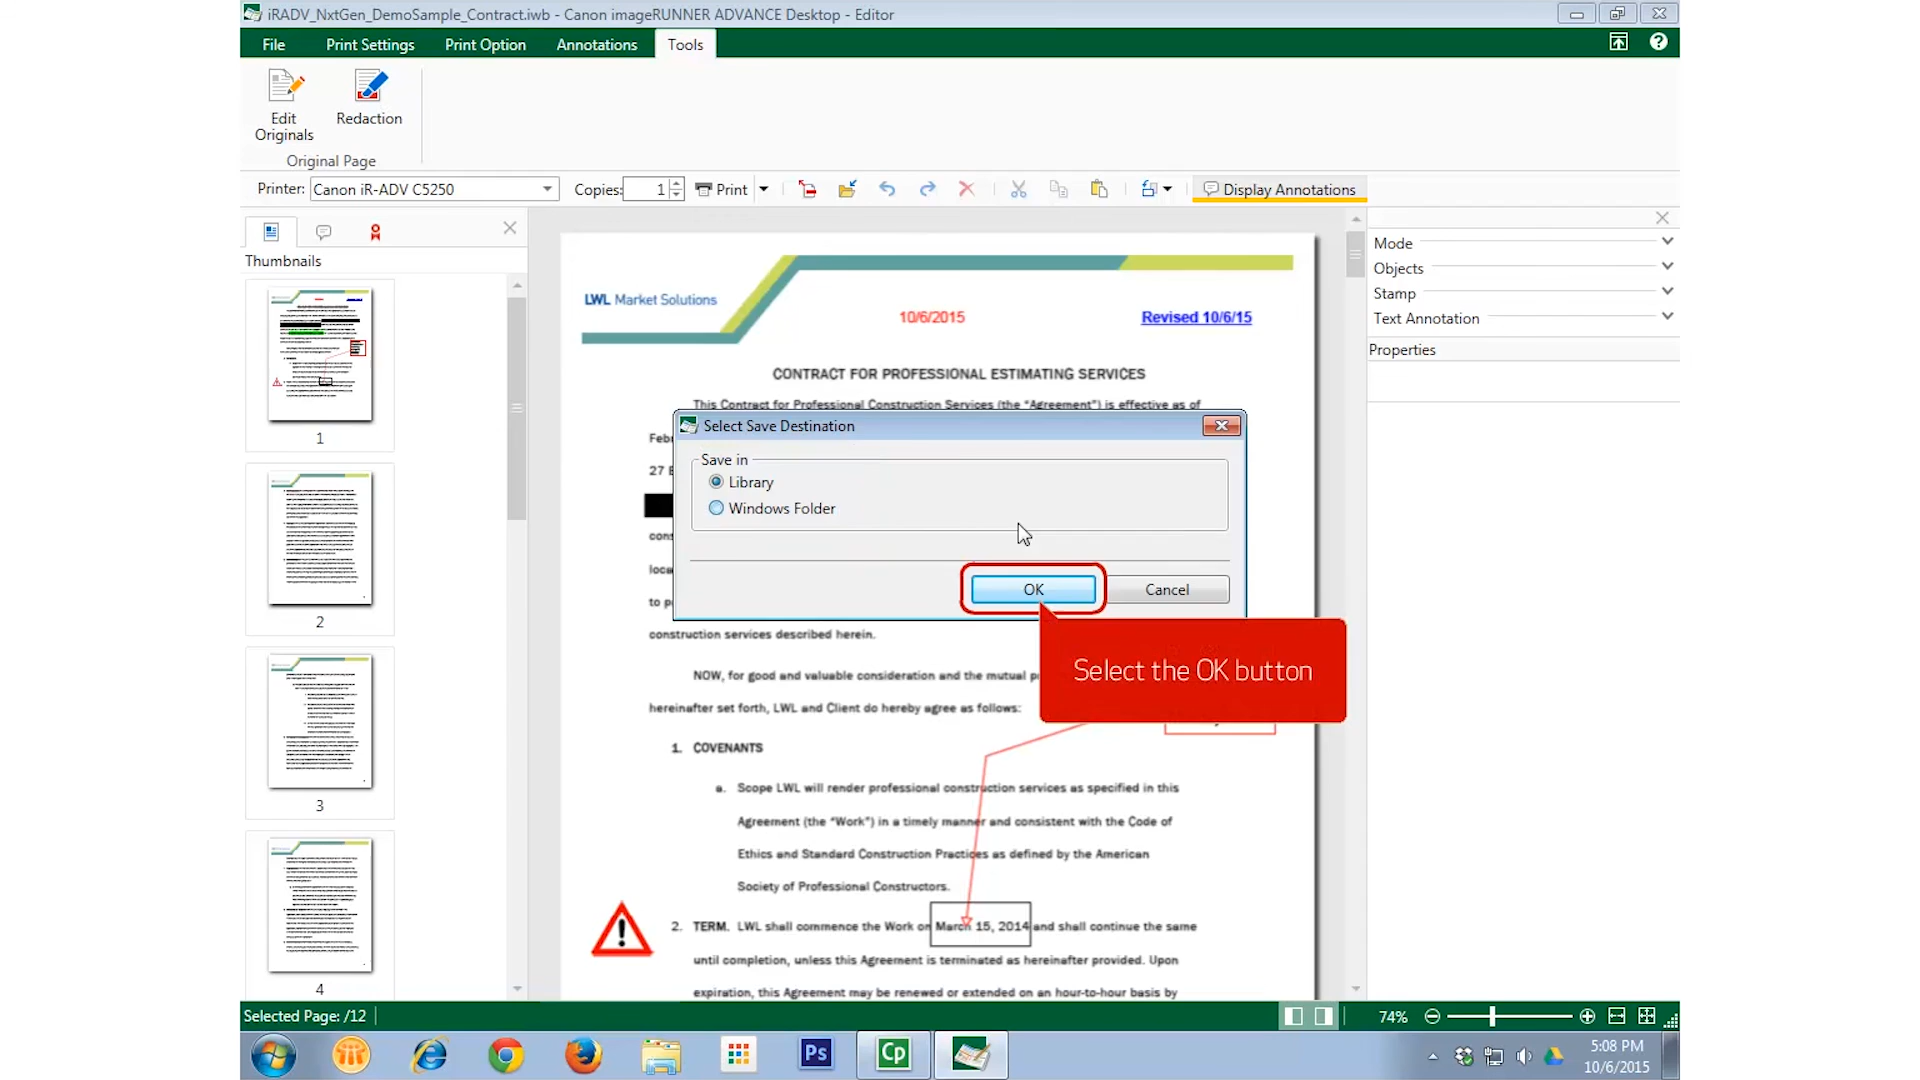 iRADV_NxtGen_DemoSample_Contract.iwb - Canon imageRUNNER ADVANCE Desktop - Editor
File Print Settings Print Option Annotations Tools
Edit Originals
Redaction
Original Page
Printer: Canon iR-ADV C5250 Copies: 1 Print Display Annotations
Thumbnails
1
2
3
4
LWL Market Solutions
10/6/2015
Revised 10/6/15
CONTRACT FOR PROFESSIONAL ESTIMATING SERVICES
This Contract for Professional Construction Services (the “Agreement”) is effective as of
Febr
27 E
cons
loca
to p
Select Save Destination
Save in
Library
Windows Folder
OK Cancel
Select the OK button
construction services described herein.
NOW, for good and valuable consideration and the mutual p
hereinafter set forth, LWL and Client do hereby agree as follows:
1. COVENANTS
a. Scope LWL will render professional construction services as specified in this
Agreement (the “Work”) in a timely manner and consistent with the Code of
Ethics and Standard Construction Practices as defined by the American
Society of Professional Constructors.
2. TERM. LWL shall commence the Work on March 15, 2014 and shall continue the same
until completion, unless this Agreement is terminated as hereinafter provided. Upon
expiration, this Agreement may be renewed or extended on an hour-to-hour basis by
Mode
Objects
Stamp
Text Annotation
Properties
Selected Page: /12
74%
Ps
Cp
5:08 PM
10/6/2015